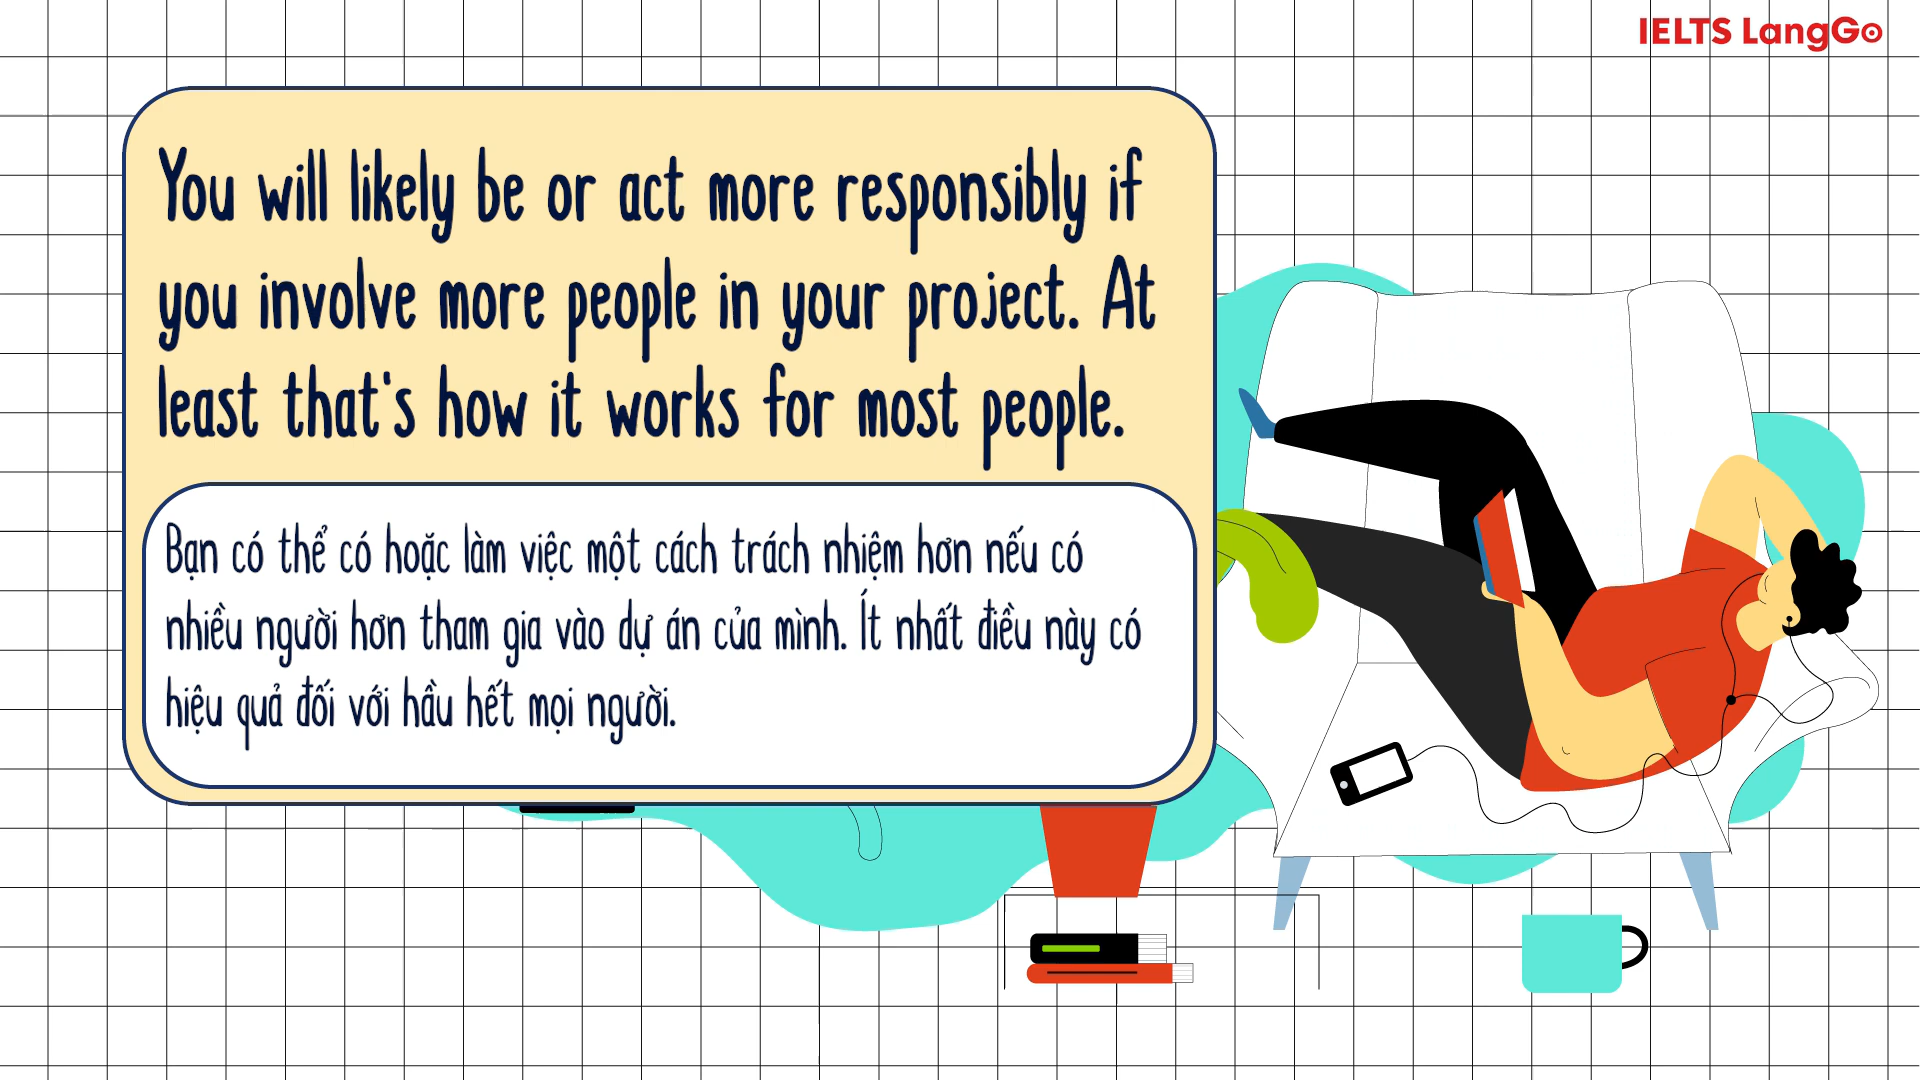 IELTS LangGo
You will likely be or act more responsibly if
you involve more people in your project. At
least that's how it works for most people.
Bạn có thể có hoặc làm việc một cách trách nhiệm hơn nếu có
nhiều người hơn tham gia vào dự án của mình. Ít nhất điều này có
hiệu quả đối với hầu hết mọi người.